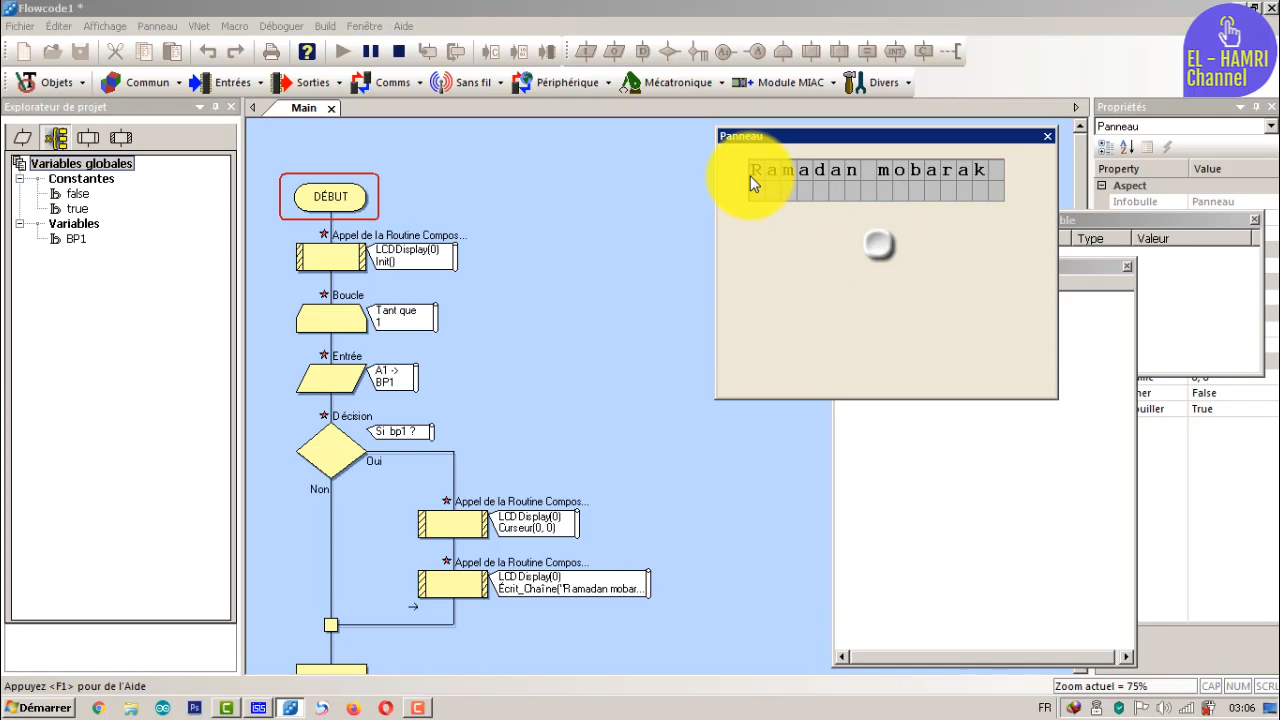 Flowcode1 *
Fichier Éditer Affichage Panneau VNet Macro Déboguer Build Fenêtre Aide
EL - HAMRI
Channel
Objets Commun Entrées Sorties Comms Sans fil Périphérique Mécatronique Module MIAC Divers
Explorateur de projet
Main
Propriétés
Panneau
Variables globales
Constantes
false
true
Variables
BP1
Panneau
Ramadan mobarak
Property Value
Aspect
Infobulle Panneau
Type Valeur
False
True
DÉBUT
Appel de la Routine Compos...
LCDDisplay(0)
Init()
Boucle
Tant que
1
Entrée
A1 ->
BP1
Décision
Si bp1 ?
Oui
Non
Appel de la Routine Compos...
LCDDisplay(0)
Curseur(0, 0)
Appel de la Routine Compos...
LCDDisplay(0)
Écrit_Chaîne("Ramadan mobar...
Appuyez <F1> pour de l'Aide
Zoom actuel = 75%
CAP NUM SCRL
Démarrer
FR
03:06